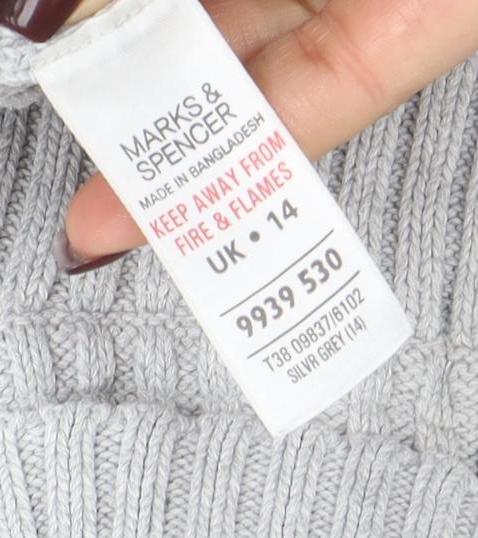 MARKS &
SPENCER
MADE IN BANGLADESH
KEEP AWAY FROM
FIRE & FLAMES
UK • 14
9939 530
T38 09837/8102
SILVR GREY (14)